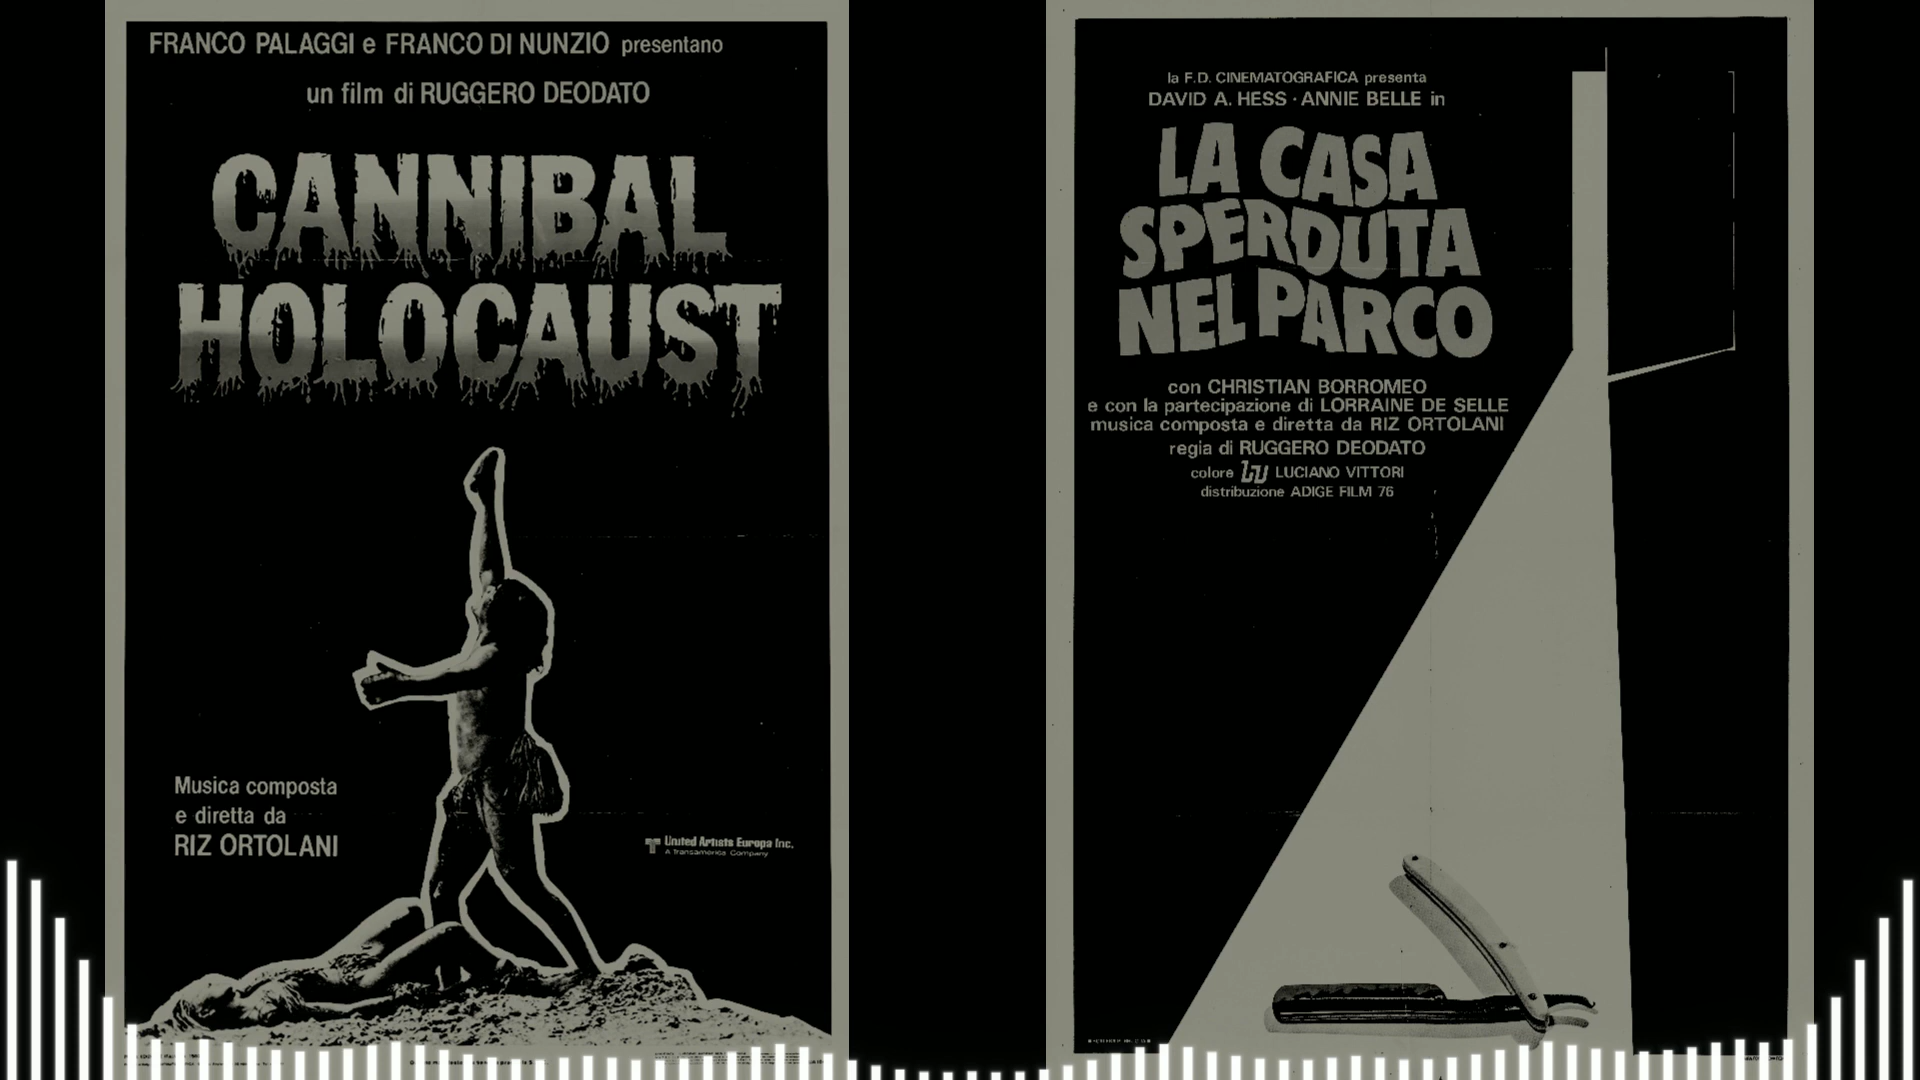 FRANCO PALAGGI e FRANCO DI NUNZIO presentano
un film di RUGGERO DEODATO
CANNIBAL
HOLOCAUST
Musica composta
e diretta da
RIZ ORTOLANI
United Artists Europa Inc.
A Transamerica Company
la F.D. CINEMATOGRAFICA presenta
DAVID A. HESS · ANNIE BELLE in
LA CASA
SPERDUTA
NEL PARCO
con CHRISTIAN BORROMEO
e con la partecipazione di LORRAINE DE SELLE
musica composta e diretta da RIZ ORTOLANI
regia di RUGGERO DEODATO
colore LV LUCIANO VITTORI
distribuzione ADIGE FILM 76